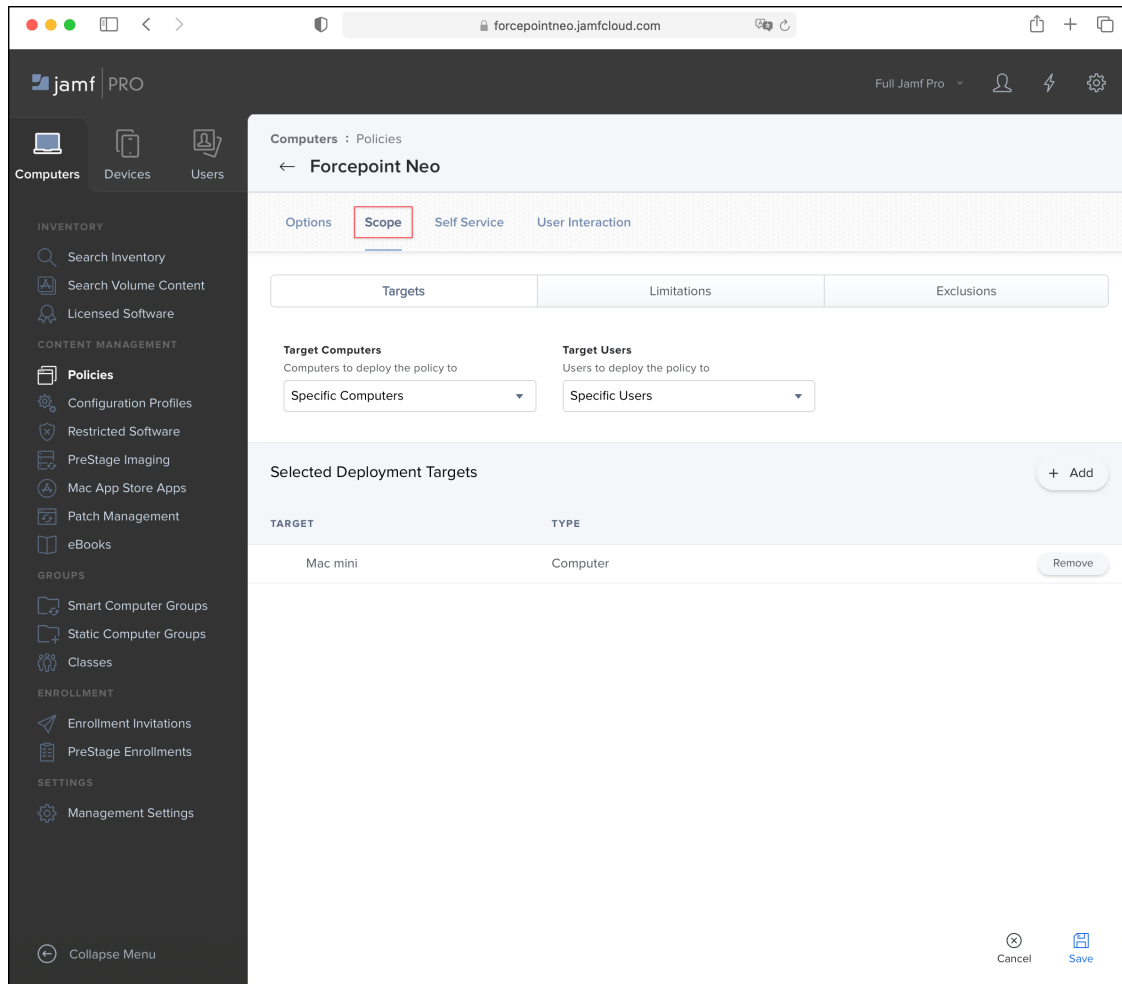 forcepointneo.jamfcloud.com
jamf PRO
Full Jamf Pro
Computers
Devices
Users
INVENTORY
Search Inventory
Search Volume Content
Licensed Software
CONTENT MANAGEMENT
Policies
Configuration Profiles
Restricted Software
PreStage Imaging
Mac App Store Apps
Patch Management
eBooks
GROUPS
Smart Computer Groups
Static Computer Groups
Classes
ENROLLMENT
Enrollment Invitations
PreStage Enrollments
SETTINGS
Management Settings
Collapse Menu
Computers : Policies
← Forcepoint Neo
Options Scope Self Service User Interaction
Targets Limitations Exclusions
Target Computers
Computers to deploy the policy to
Specific Computers
Target Users
Users to deploy the policy to
Specific Users
Selected Deployment Targets
+ Add
TARGET TYPE
Mac mini Computer Remove
Cancel Save